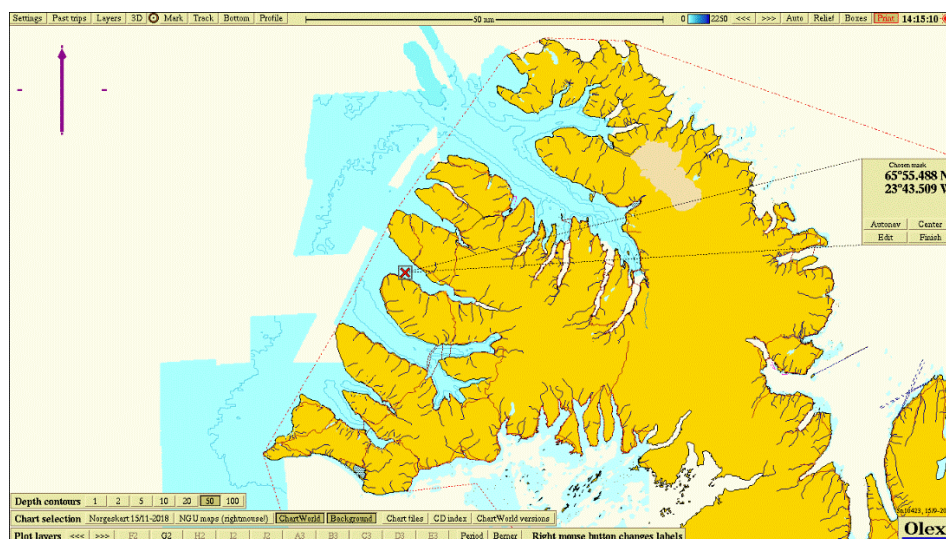 Settings Past trips Layers 3D Mark Track Bottom Profile 50 nm 0 2250 <<< >>> Auto Relief Boxes Print 14:15:10
Chosen mark
65°55.488 N
23°43.509 W
Autonav Center
Edit Finish
Depth contours 1 2 5 10 20 50 100
Chart selection Norgeskart 15/11-2018 NGU maps (rightmouse!) ChartWorld Background Chart files CD index ChartWorld versions
Plot layers <<< >>> F2 G2 H2 I2 J2 A3 B3 C3 D3 E3 Period Berner Right mouse button changes labels
Olex